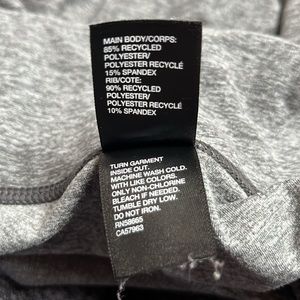 MAIN BODY/CORPS:
85% RECYCLED
POLYESTER/
POLYESTER RECYCLÉ
15% SPANDEX
RIB/COTE:
90% RECYCLED
POLYESTER/
POLYESTER RECYCLÉ
10% SPANDEX
TURN GARMENT
INSIDE OUT.
MACHINE WASH COLD.
WITH LIKE COLORS.
ONLY NON-CHLORINE
BLEACH IF NEEDED.
TUMBLE DRY LOW.
DO NOT IRON.
RN58665
CA57963